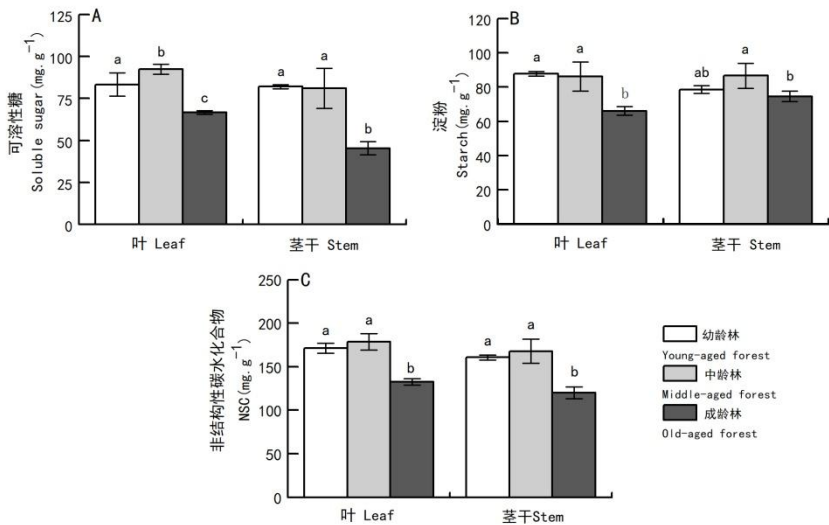 A
125
100
75
50
25
0
可溶性糖
Soluble sugar(mg.g⁻¹)
a
b
c
a
a
b
叶 Leaf
茎干 Stem
B
120
100
80
60
40
20
0
淀粉
Starch(mg.g⁻¹)
a
a
b
ab
a
b
叶 Leaf
茎干 Stem
C
250
200
150
100
50
0
非结构性碳水化合物
NSC(mg.g⁻¹)
a
a
b
a
a
b
叶 Leaf
茎干Stem
幼龄林
Young-aged forest
中龄林
Middle-aged forest
成龄林
Old-aged forest